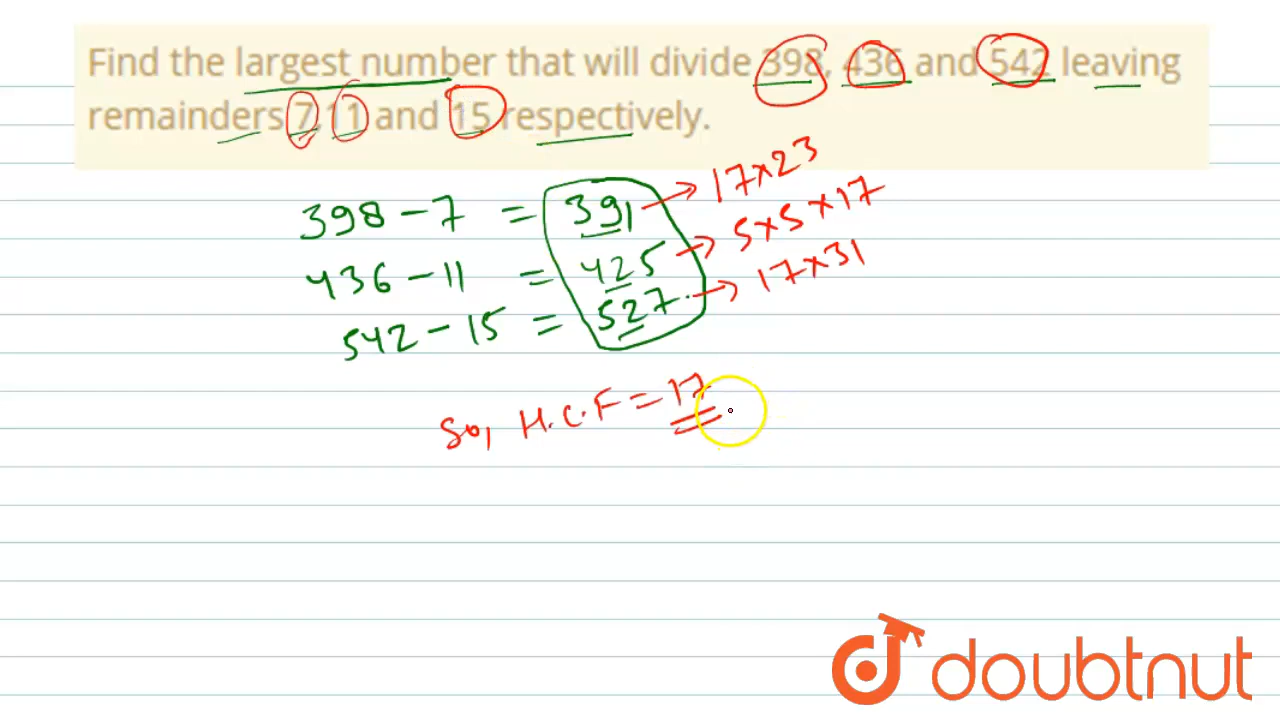 Find the largest number that will divide 398, 436 and 542 leaving
remainders 7, 11 and 15 respectively.
398 - 7 = 391 → 17×23
436 - 11 = 425 → 5×5×17
542 - 15 = 527 → 17×31
So, H.C.F = 17
doubtnut